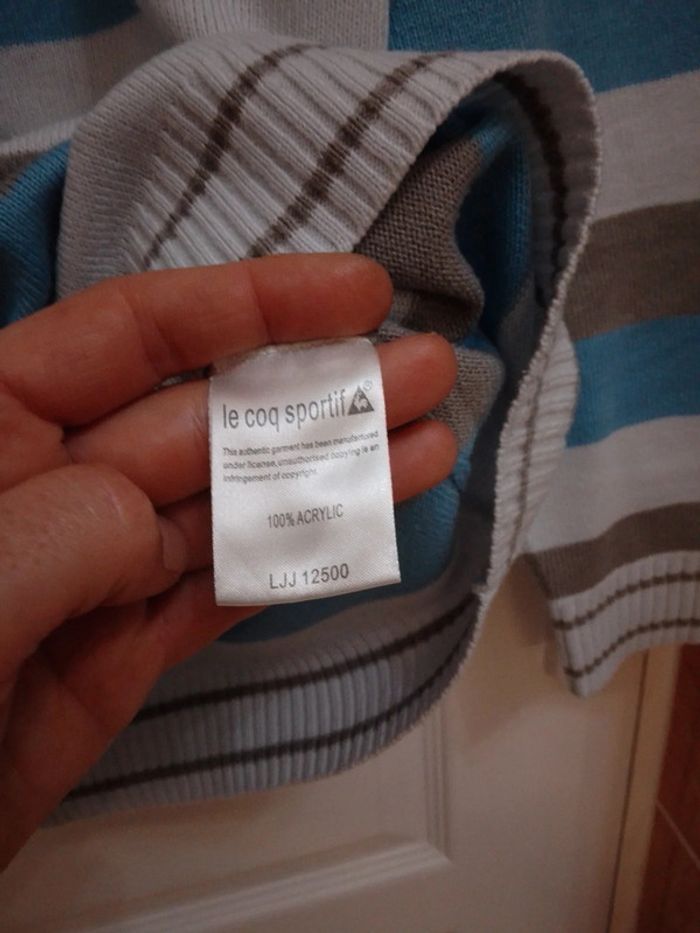 le coq sportif ®
This authentic garment has been manufactured
under license, unauthorised copying is an
infringement of copyright.
100% ACRYLIC
LJJ 12500